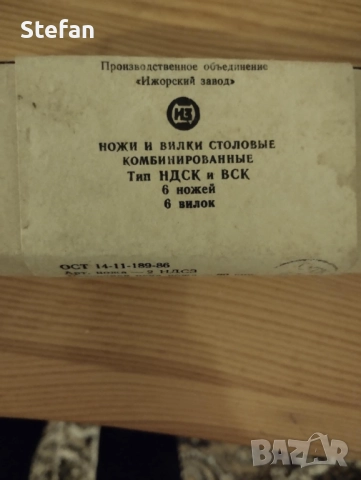 Stefan
Производственное объединение
«Ижорский завод»
ИЗ
НОЖИ И ВИЛКИ СТОЛОВЫЕ
КОМБИНИРОВАННЫЕ
Тип НДСК и ВСК
6 ножей
6 вилок
ОСТ 14-11-189-86
BAZAR